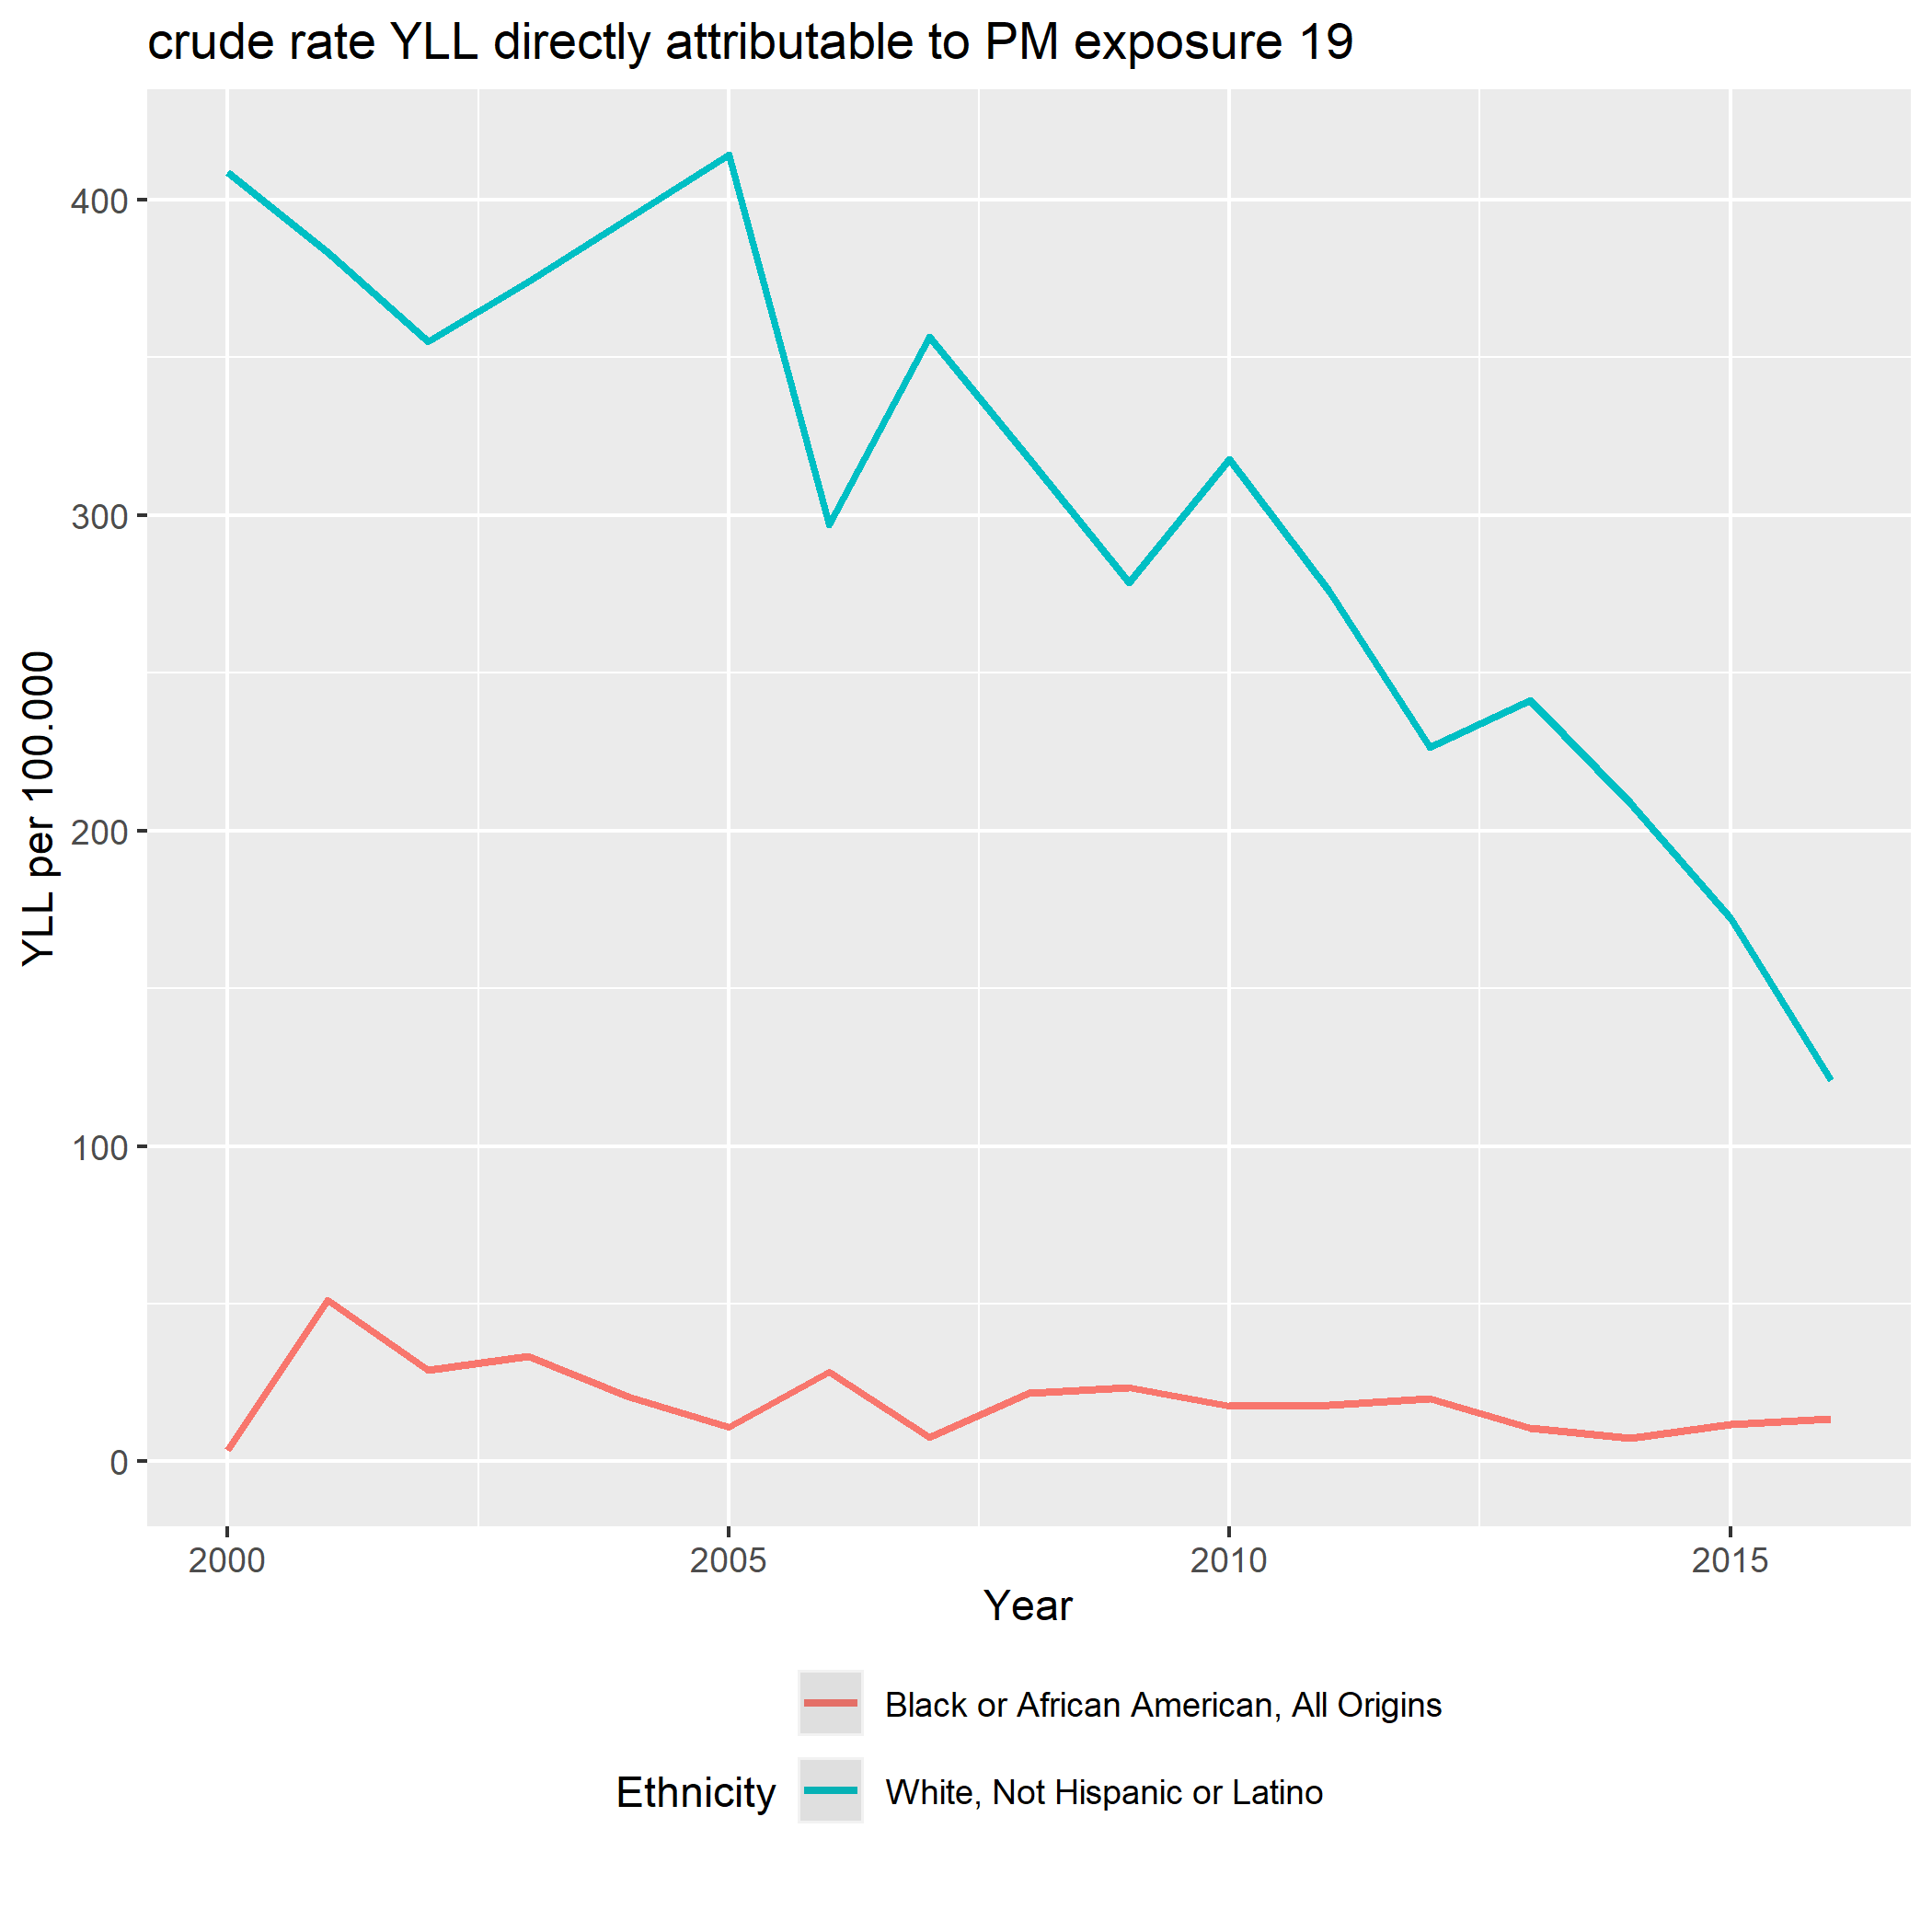 crude rate YLL directly attributable to PM exposure 19
400
300
200
100
0
YLL per 100.000
2000 2005 2010 2015
Year
Ethnicity
Black or African American, All Origins
White, Not Hispanic or Latino